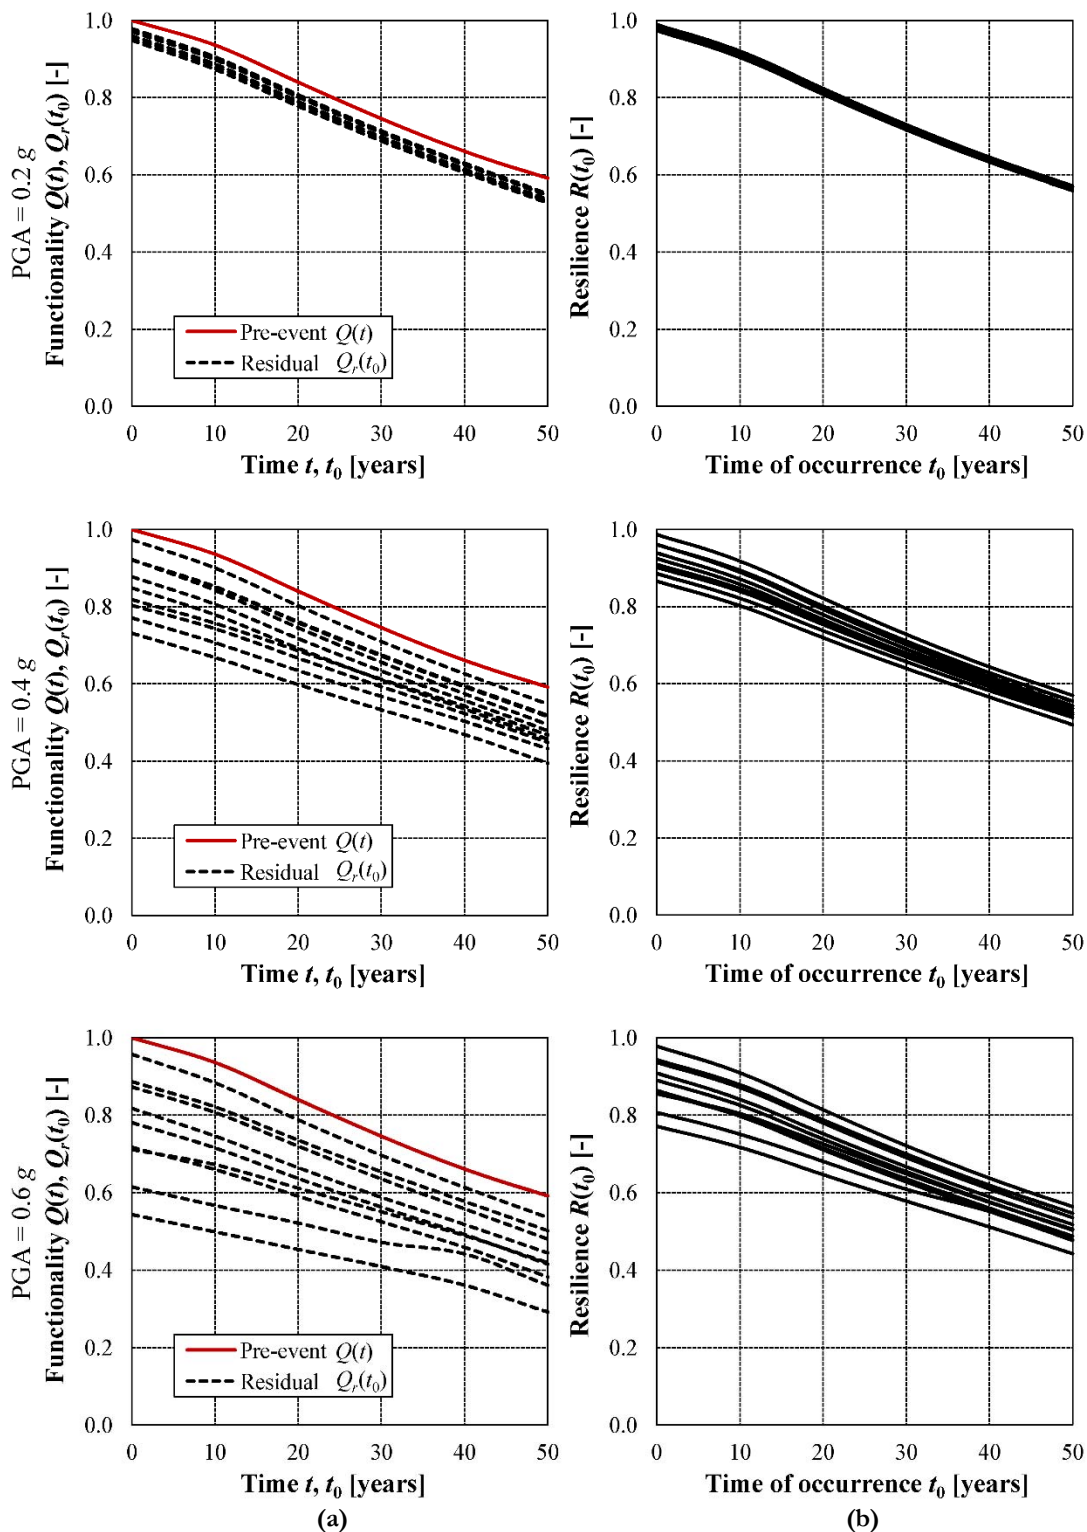 PGA = 0.2 g
Functionality Q(t), Qr(t0) [-]
1.0
0.8
0.6
0.4
0.2
0.0
Pre-event Q(t)
Residual Qr(t0)
0 10 20 30 40 50
Time t, t0 [years]
Resilience R(t0) [-]
1.0
0.8
0.6
0.4
0.2
0.0
0 10 20 30 40 50
Time of occurrence t0 [years]
PGA = 0.4 g
Functionality Q(t), Qr(t0) [-]
1.0
0.8
0.6
0.4
0.2
0.0
Pre-event Q(t)
Residual Qr(t0)
0 10 20 30 40 50
Time t, t0 [years]
Resilience R(t0) [-]
1.0
0.8
0.6
0.4
0.2
0.0
0 10 20 30 40 50
Time of occurrence t0 [years]
PGA = 0.6 g
Functionality Q(t), Qr(t0) [-]
1.0
0.8
0.6
0.4
0.2
0.0
Pre-event Q(t)
Residual Qr(t0)
0 10 20 30 40 50
Time t, t0 [years]
(a)
Resilience R(t0) [-]
1.0
0.8
0.6
0.4
0.2
0.0
0 10 20 30 40 50
Time of occurrence t0 [years]
(b)